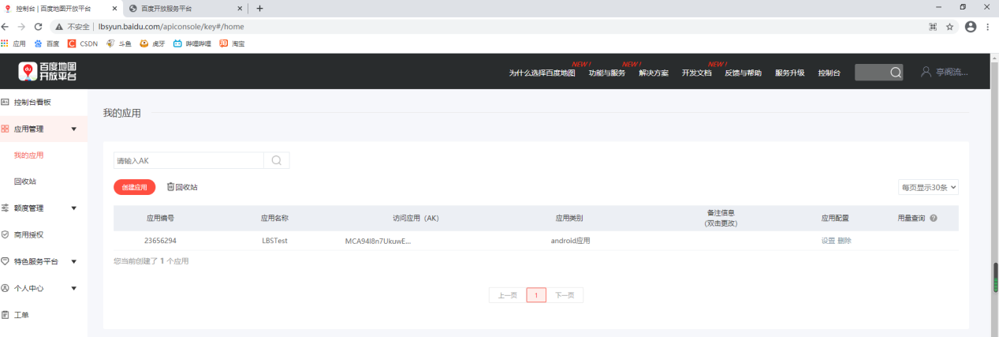 控制台 | 百度地图开放平台
百度开放服务平台
不安全 lbsyun.baidu.com/apiconsole/key#/home
应用 百度 CSDN 斗鱼 虎牙 哔哩哔哩 淘宝
百度地图
开放平台
NEW ! NEW ! NEW !
为什么选择百度地图 功能与服务 解决方案 开发文档 反馈与帮助 服务升级 控制台 亭阁流...
控制台看板
应用管理
我的应用
回收站
额度管理
商用授权
特色服务平台
个人中心
工单
我的应用
请输入AK
创建应用 回收站 每页显示30条
应用编号 应用名称 访问应用（AK） 应用类别 备注信息 应用配置 用量查询
（双击更改）
23656294 LBSTest MCA94I8n7UkuwE... android应用 设置 删除
您当前创建了 1 个应用
上一页 1 下一页